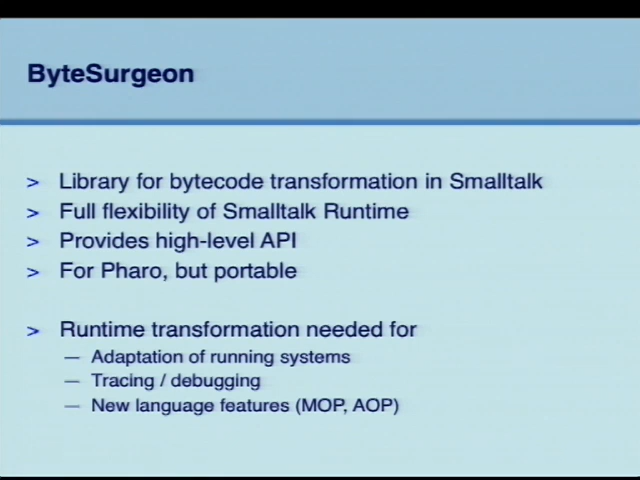 ByteSurgeon
> Library for bytecode transformation in Smalltalk
> Full flexibility of Smalltalk Runtime
> Provides high-level API
> For Pharo, but portable
> Runtime transformation needed for
— Adaptation of running systems
— Tracing / debugging
— New language features (MOP, AOP)